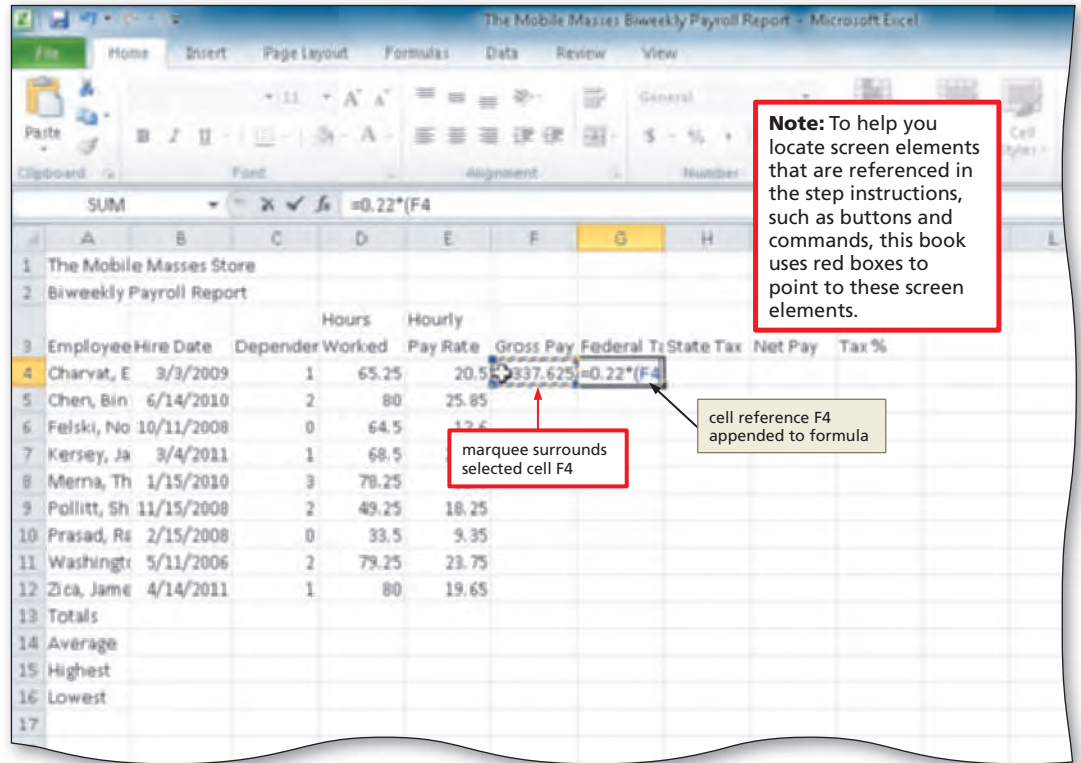 The Mobile Masses Biweekly Payroll Report - Microsoft Excel
File Home Insert Page Layout Formulas Data Review View
11 A A General
Paste B I U A $ % , Cell
Clipboard Font Alignment Number Styles
Note: To help you
locate screen elements
that are referenced in
the step instructions,
such as buttons and
commands, this book
uses red boxes to
point to these screen
elements.
SUM fx =0.22*(F4
A B C D E F G H L
1 The Mobile Masses Store
2 Biweekly Payroll Report
Hours Hourly
3 Employee Hire Date Depender Worked Pay Rate Gross Pay Federal Ta State Tax Net Pay Tax %
4 Charvat, E 3/3/2009 1 65.25 20.5 337.625 =0.22*(F4
5 Chen, Bin 6/14/2010 2 80 25.85
6 Felski, No 10/11/2008 0 64.5 12.6
7 Kersey, Ja 3/4/2011 1 68.5
8 Merna, Th 1/15/2010 3 78.25
9 Pollitt, Sh 11/15/2008 2 49.25 18.25
10 Prasad, Ra 2/15/2008 0 33.5 9.35
11 Washingt 5/11/2006 2 79.25 23.75
12 Zica, Jame 4/14/2011 1 80 19.65
13 Totals
14 Average
15 Highest
16 Lowest
17
marquee surrounds
selected cell F4
cell reference F4
appended to formula